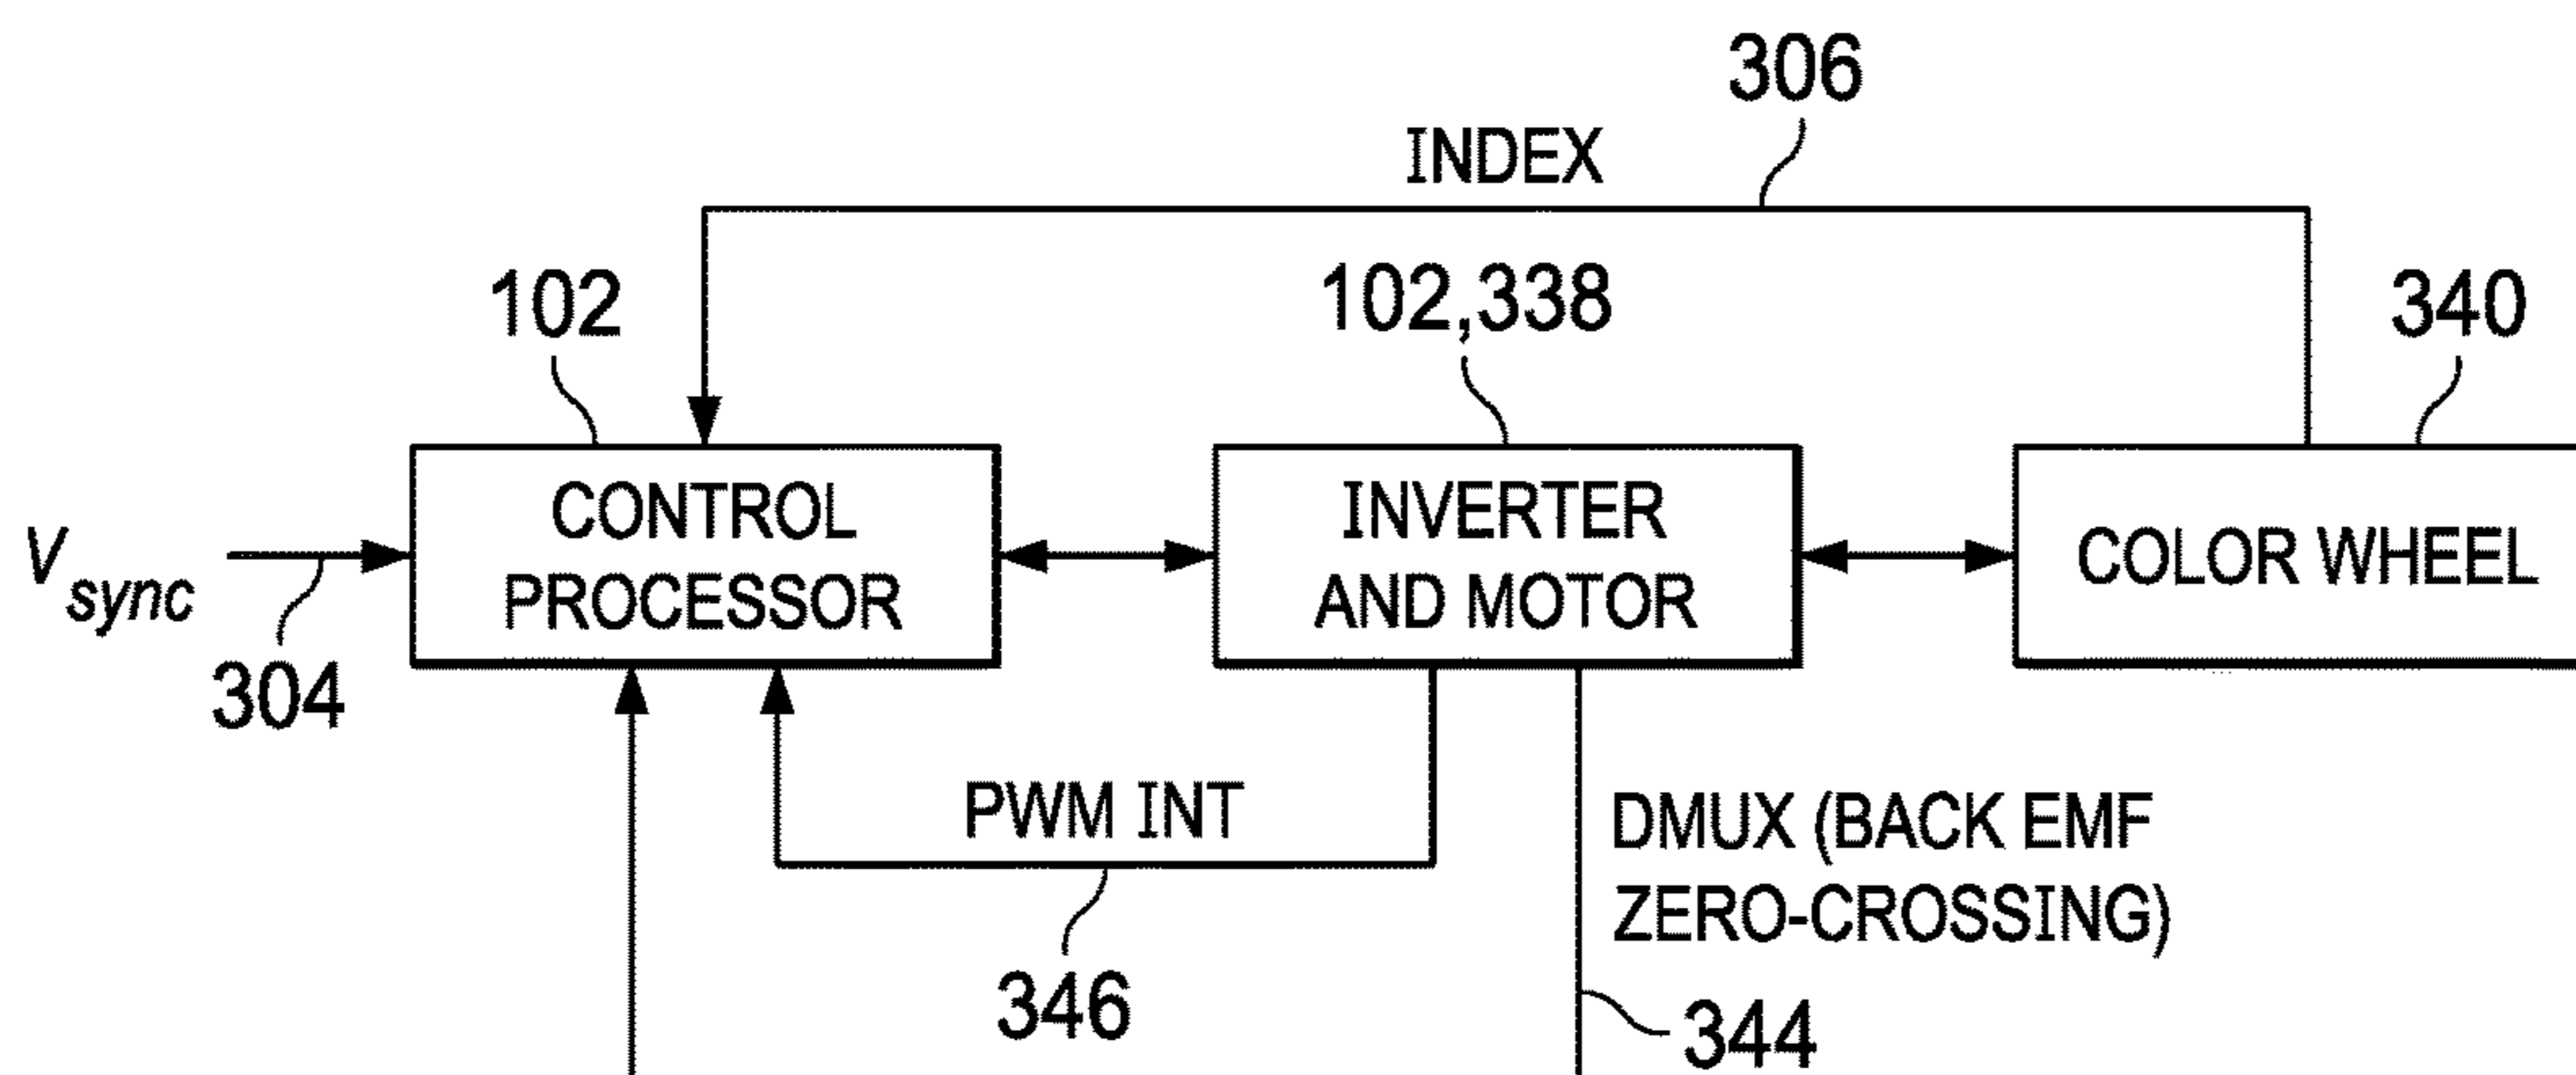 306
INDEX
102
102,338
340
CONTROL
PROCESSOR
INVERTER
AND MOTOR
COLOR WHEEL
Vsync
304
PWM INT
346
DMUX (BACK EMF
ZERO-CROSSING)
344